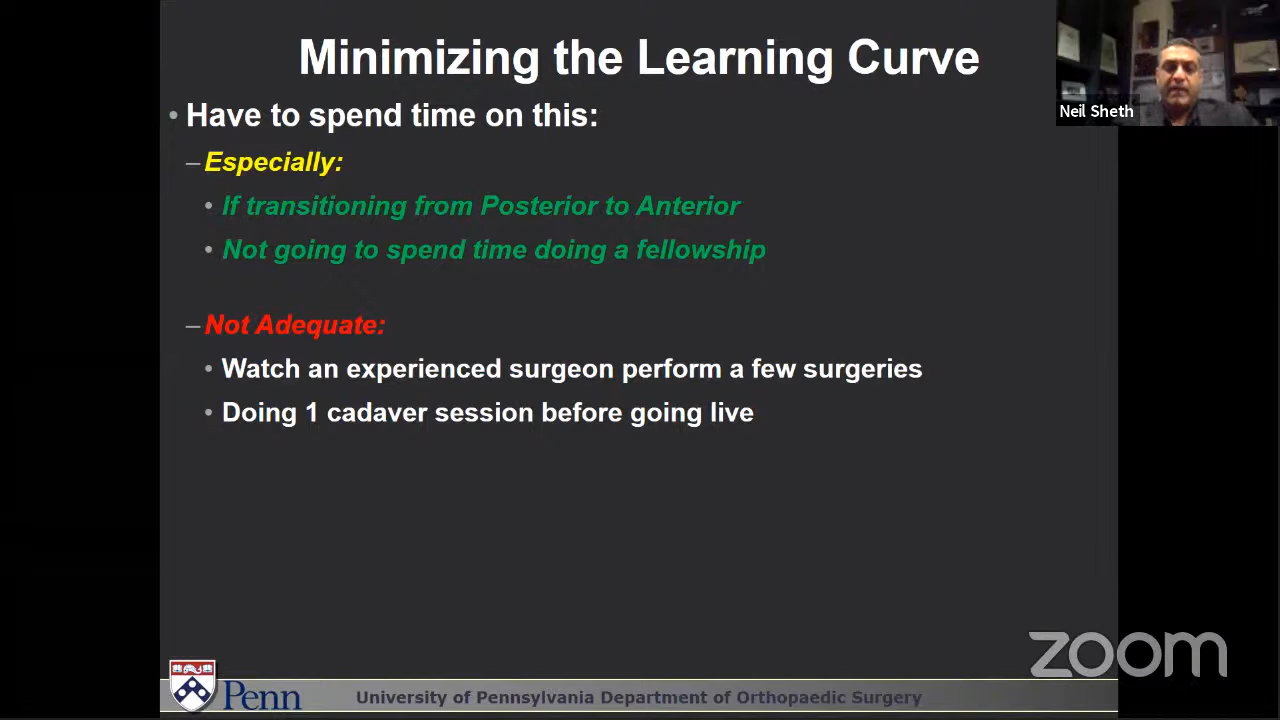 Minimizing the Learning Curve
Neil Sheth
• Have to spend time on this:
– Especially:
• If transitioning from Posterior to Anterior
• Not going to spend time doing a fellowship
– Not Adequate:
• Watch an experienced surgeon perform a few surgeries
• Doing 1 cadaver session before going live
zoom
Penn
University of Pennsylvania Department of Orthopaedic Surgery